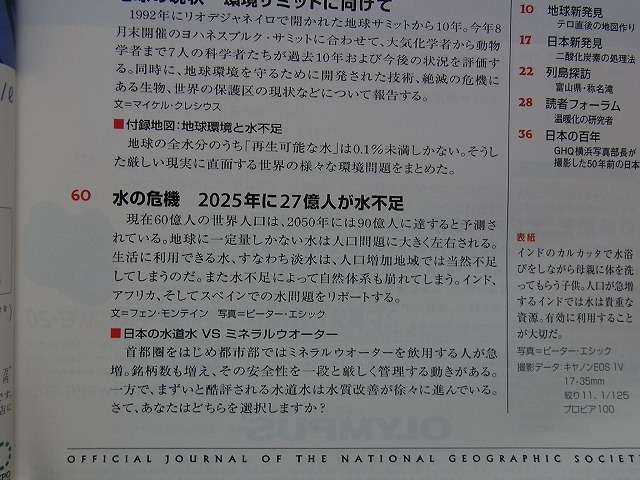 地球の現状 環境サミットに向けて
1992年にリオデジャネイロで開かれた地球サミットから10年。今年8
月末開催のヨハネスブルク・サミットに合わせて、大気化学者から動物
学者まで7人の科学者たちが過去10年および今後の状況を評価す
る。同時に、地球環境を守るために開発された技術、絶滅の危機に
ある生物、世界の保護区の現状などについて報告する。
文=マイケル・クレシウス
■付録地図:地球環境と水不足
地球の全水分のうち「再生可能な水」は0.1%未満しかない。そうし
た厳しい現実に直面する世界の様々な環境問題をまとめた。
60 水の危機 2025年に27億人が水不足
現在60億人の世界人口は、2050年には90億人に達すると予測さ
れている。地球に一定量しかない水は人口問題に大きく左右される。
生活に利用できる水、すなわち淡水は、人口増加地域では当然不足
してしまうのだ。また水不足によって自然体系も崩れてしまう。インド、
アフリカ、そしてスペインでの水問題をリポートする。
文=フェン・モンテイン 写真=ピーター・エシック
■日本の水道水 VS ミネラルウオーター
首都圏をはじめ都市部ではミネラルウオーターを飲用する人が急
増。銘柄数も増え、その安全性を一段と厳しく管理する動きがある。
一方で、まずいと酷評される水道水は水質改善が徐々に進んでいる。
さて、あなたはどちらを選択しますか?
10 地球新発見
テロ直後の地図作り
17 日本新発見
二酸化炭素の処理法
22 列島探訪
富山県・称名滝
28 読者フォーラム
温暖化の研究者
36 日本の百年
GHQ横浜写真部長が
撮影した50年前の日本
表紙
インドのカルカッタで水浴
びをしながら母親に体を洗
ってもらう子供。人口が急増
するインドでは水は貴重な
資源。有効に利用すること
が大切だ。
写真=ピーター・エシック
撮影データ:キヤノンEOS 1V
17-35mm
絞り11、1/125
プロビア100
OFFICIAL JOURNAL OF THE NATIONAL GEOGRAPHIC SOCIET